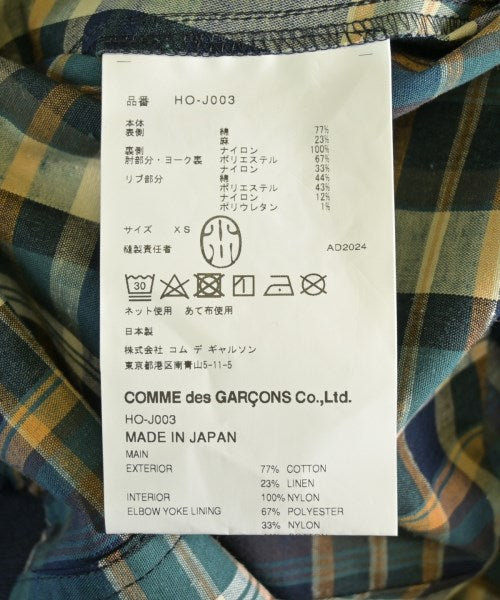 品番 HO-J003
本体
表側 綿 77%
麻 23%
裏側 ナイロン 100%
肘部分・ヨーク裏 ポリエステル 67%
ナイロン 33%
リブ部分 綿 44%
ポリエステル 43%
ナイロン 12%
ポリウレタン 1%
サイズ XS
縫製責任者 AD2024
30
ネット使用 あて布使用
日本製
株式会社 コム デ ギャルソン
東京都港区南青山5-11-5
COMME des GARÇONS Co.,Ltd.
HO-J003
MADE IN JAPAN
MAIN
EXTERIOR 77% COTTON
23% LINEN
INTERIOR 100% NYLON
ELBOW YOKE LINING 67% POLYESTER
33% NYLON